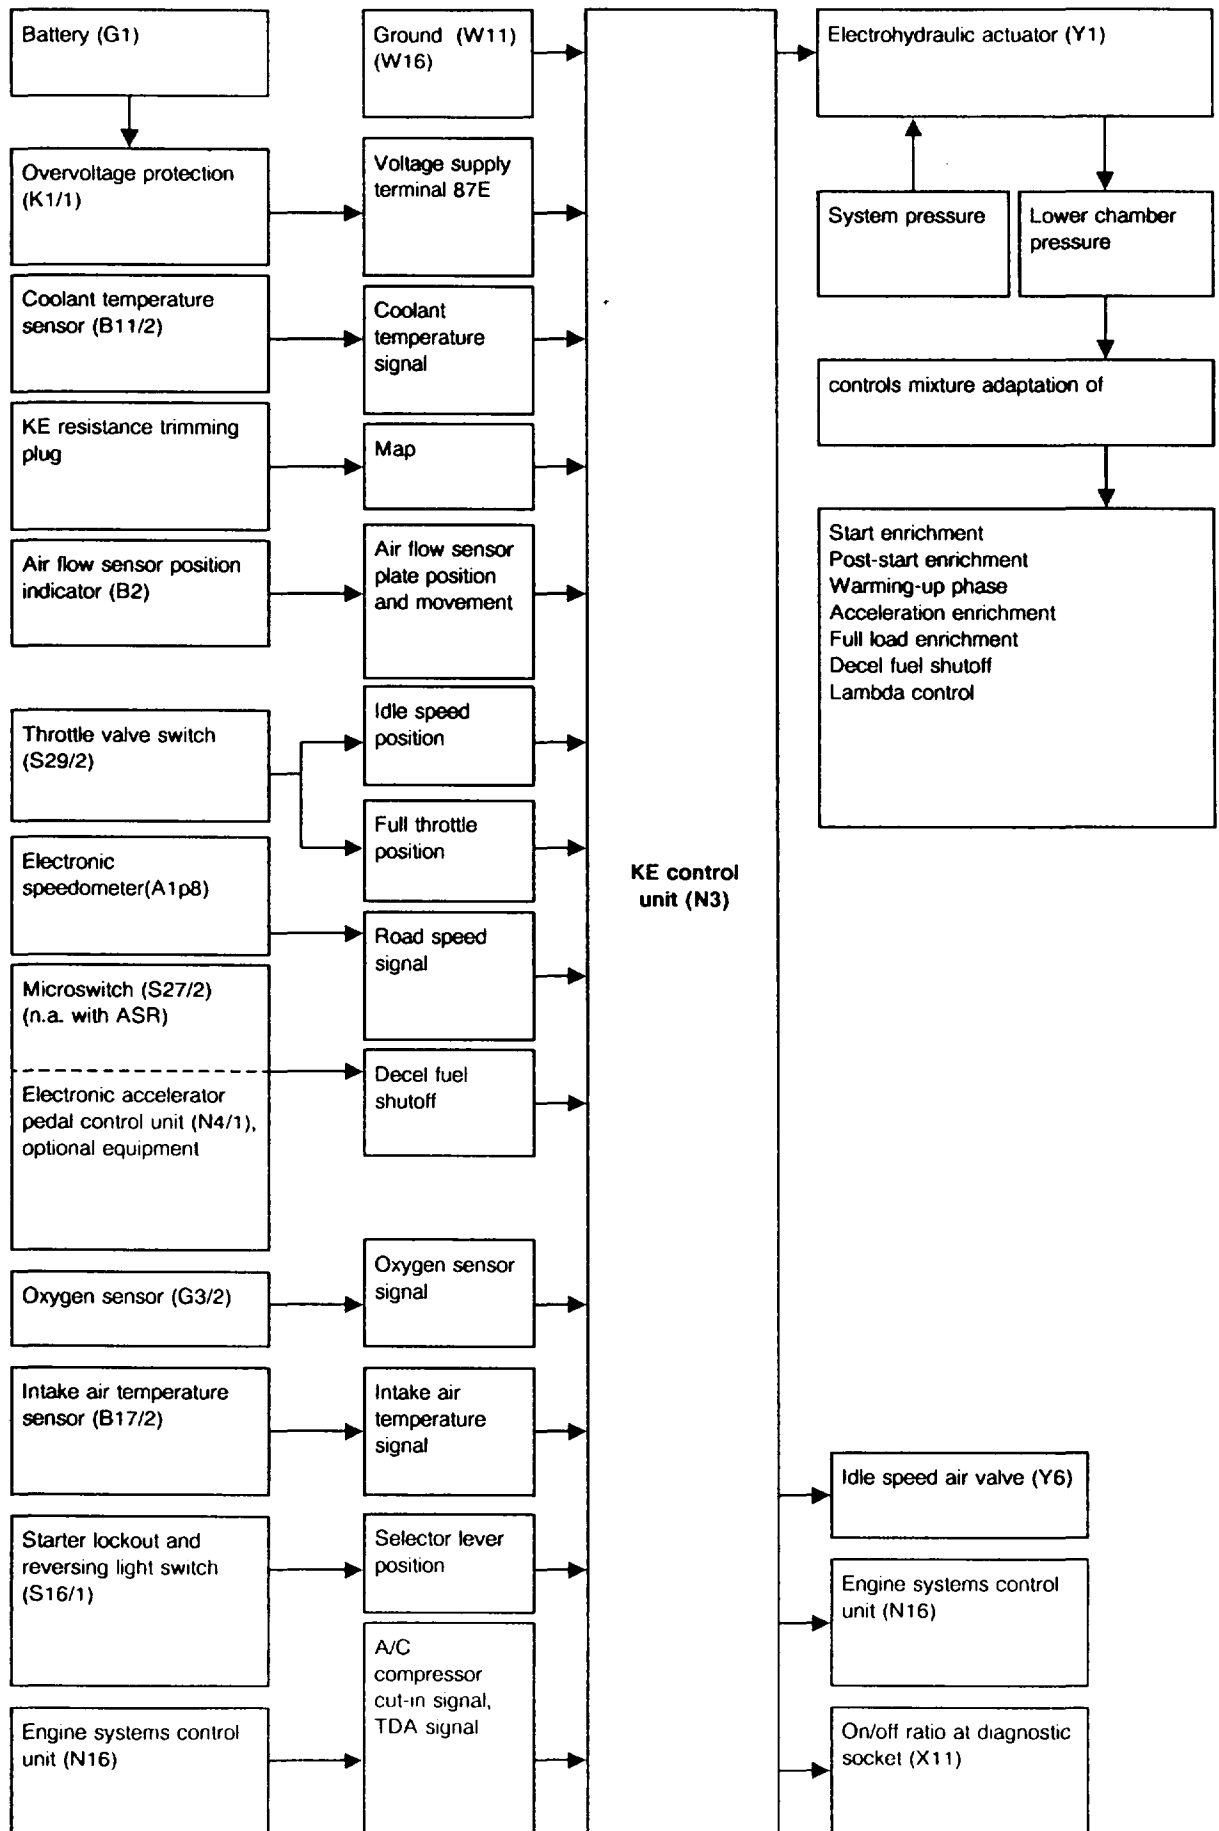 Battery (G1)
Ground (W11)
(W16)
Electrohydraulic actuator (Y1)
Overvoltage protection
(K1/1)
Voltage supply
terminal 87E
System pressure
Lower chamber
pressure
Coolant temperature
sensor (B11/2)
Coolant
temperature
signal
controls mixture adaptation of
KE resistance trimming
plug
Map
Air flow sensor position
indicator (B2)
Air flow sensor
plate position
and movement
Start enrichment
Post-start enrichment
Warming-up phase
Acceleration enrichment
Full load enrichment
Decel fuel shutoff
Lambda control
Throttle valve switch
(S29/2)
Idle speed
position
Full throttle
position
Electronic
speedometer(A1p8)
Road speed
signal
KE control
unit (N3)
Microswitch (S27/2)
(n.a. with ASR)
Electronic accelerator
pedal control unit (N4/1),
optional equipment
Decel fuel
shutoff
Oxygen sensor (G3/2)
Oxygen sensor
signal
Intake air temperature
sensor (B17/2)
Intake air
temperature
signal
Idle speed air valve (Y6)
Starter lockout and
reversing light switch
(S16/1)
Selector lever
position
Engine systems control
unit (N16)
A/C
compressor
cut-in signal,
TDA signal
Engine systems control
unit (N16)
On/off ratio at diagnostic
socket (X11)